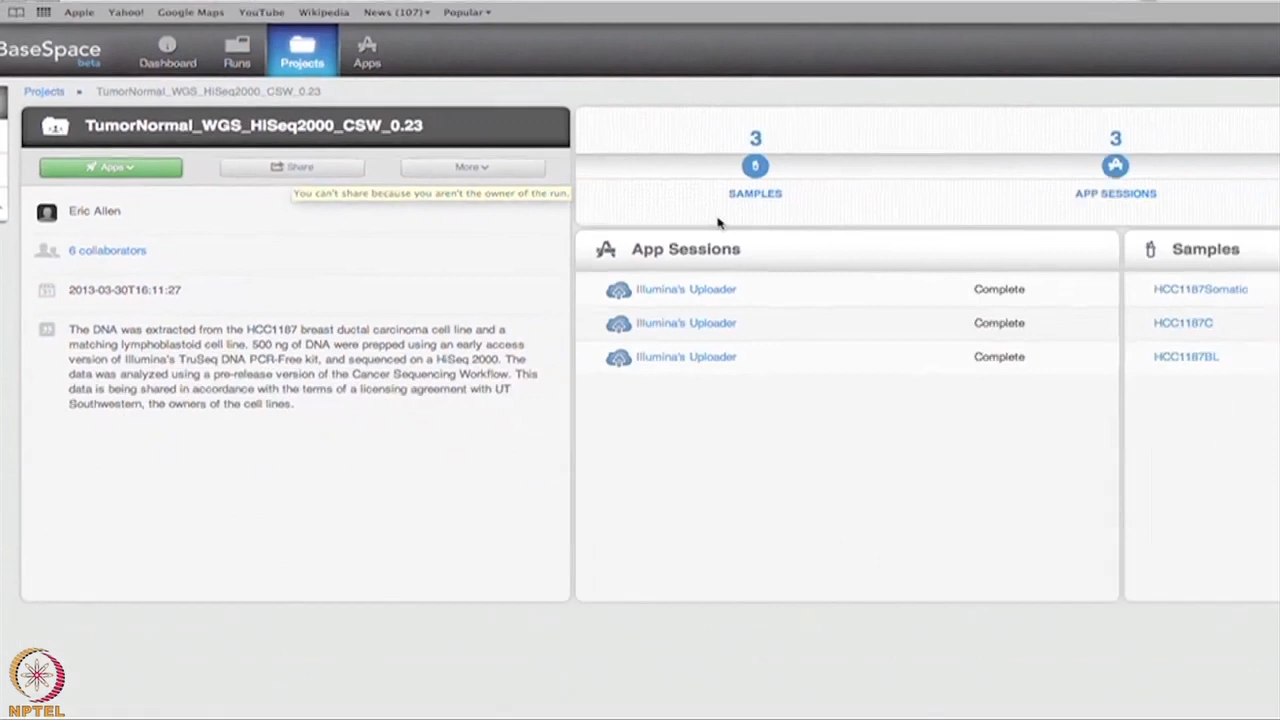 Apple Yahoo! Google Maps YouTube Wikipedia News (107) Popular
BaseSpace beta
Dashboard Runs Projects Apps
Projects TumorNormal_WGS_HiSeq2000_CSW_0.23
TumorNormal_WGS_HiSeq2000_CSW_0.23
Apps Share More
You can't share because you aren't the owner of the run.
Eric Allen
6 collaborators
2013-03-30T16:11:27
The DNA was extracted from the HCC1187 breast ductal carcinoma cell line and a
matching lymphoblastoid cell line. 500 ng of DNA were prepped using an early access
version of Illumina's TruSeq DNA PCR-Free kit, and sequenced on a HiSeq 2000. The
data was analyzed using a pre-release version of the Cancer Sequencing Workflow. This
data is being shared in accordance with the terms of a licensing agreement with UT
Southwestern, the owners of the cell lines.
3 3
SAMPLES APP SESSIONS
App Sessions
Illumina's Uploader Complete
Illumina's Uploader Complete
Illumina's Uploader Complete
Samples
HCC1187Somatic
HCC1187C
HCC1187BL
NPTEL